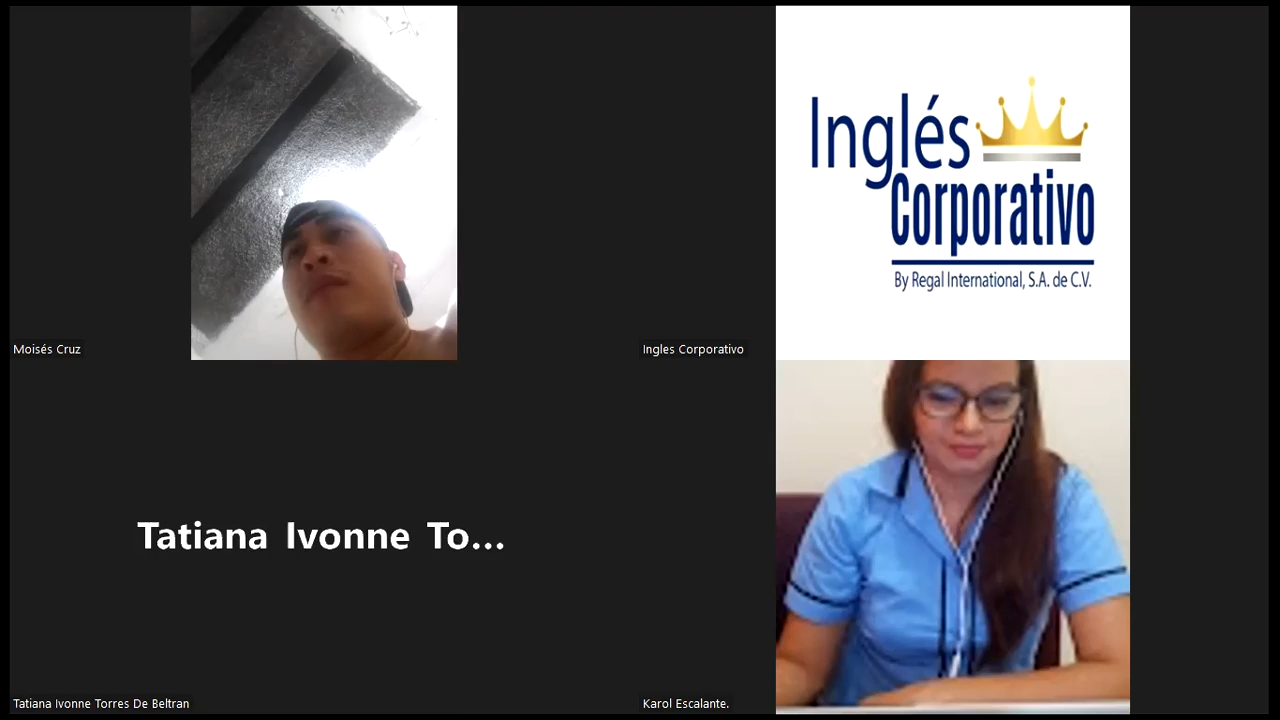 Inglés
Corporativo
By Regal International, S.A. de C.V.
Moisés Cruz
Ingles Corporativo
Tatiana Ivonne To...
Tatiana Ivonne Torres De Beltran
Karol Escalante.